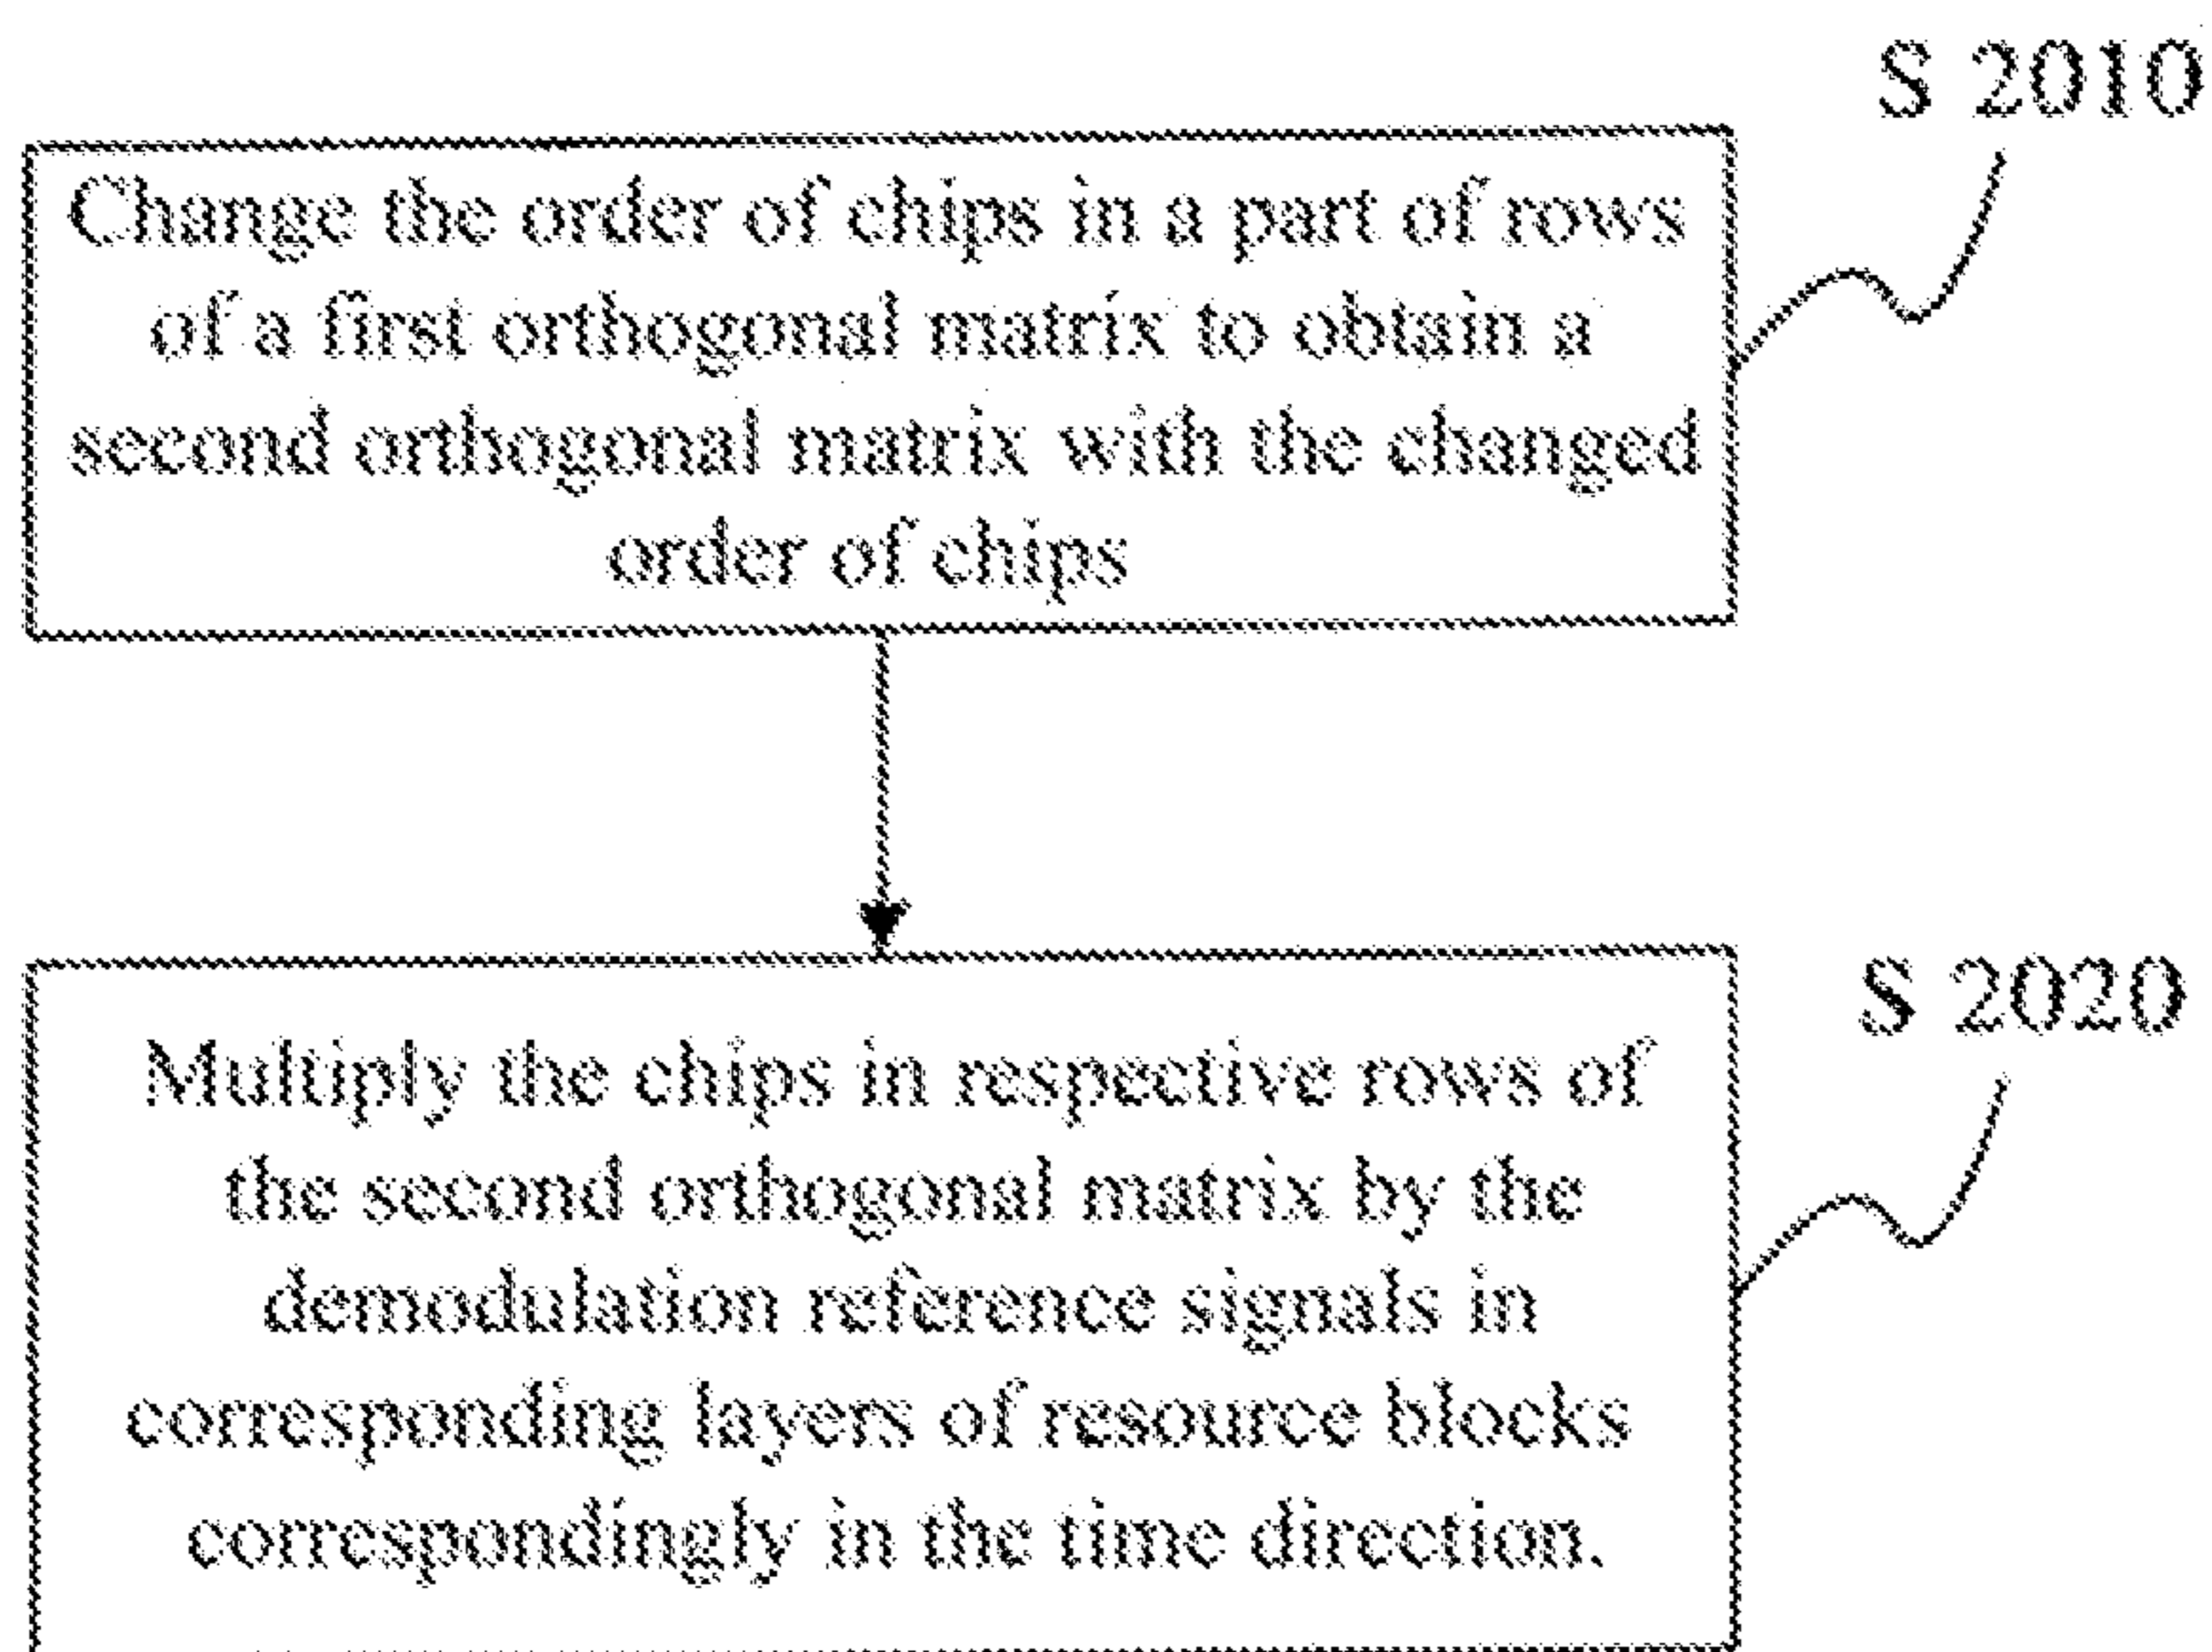 S 2010
Change the order of chips in a part of rows
of a first orthogonal matrix to obtain a
second orthogonal matrix with the changed
order of chips
S 2020
Multiply the chips in respective rows of
the second orthogonal matrix by the
demodulation reference signals in
corresponding layers of resource blocks
correspondingly in the time direction.